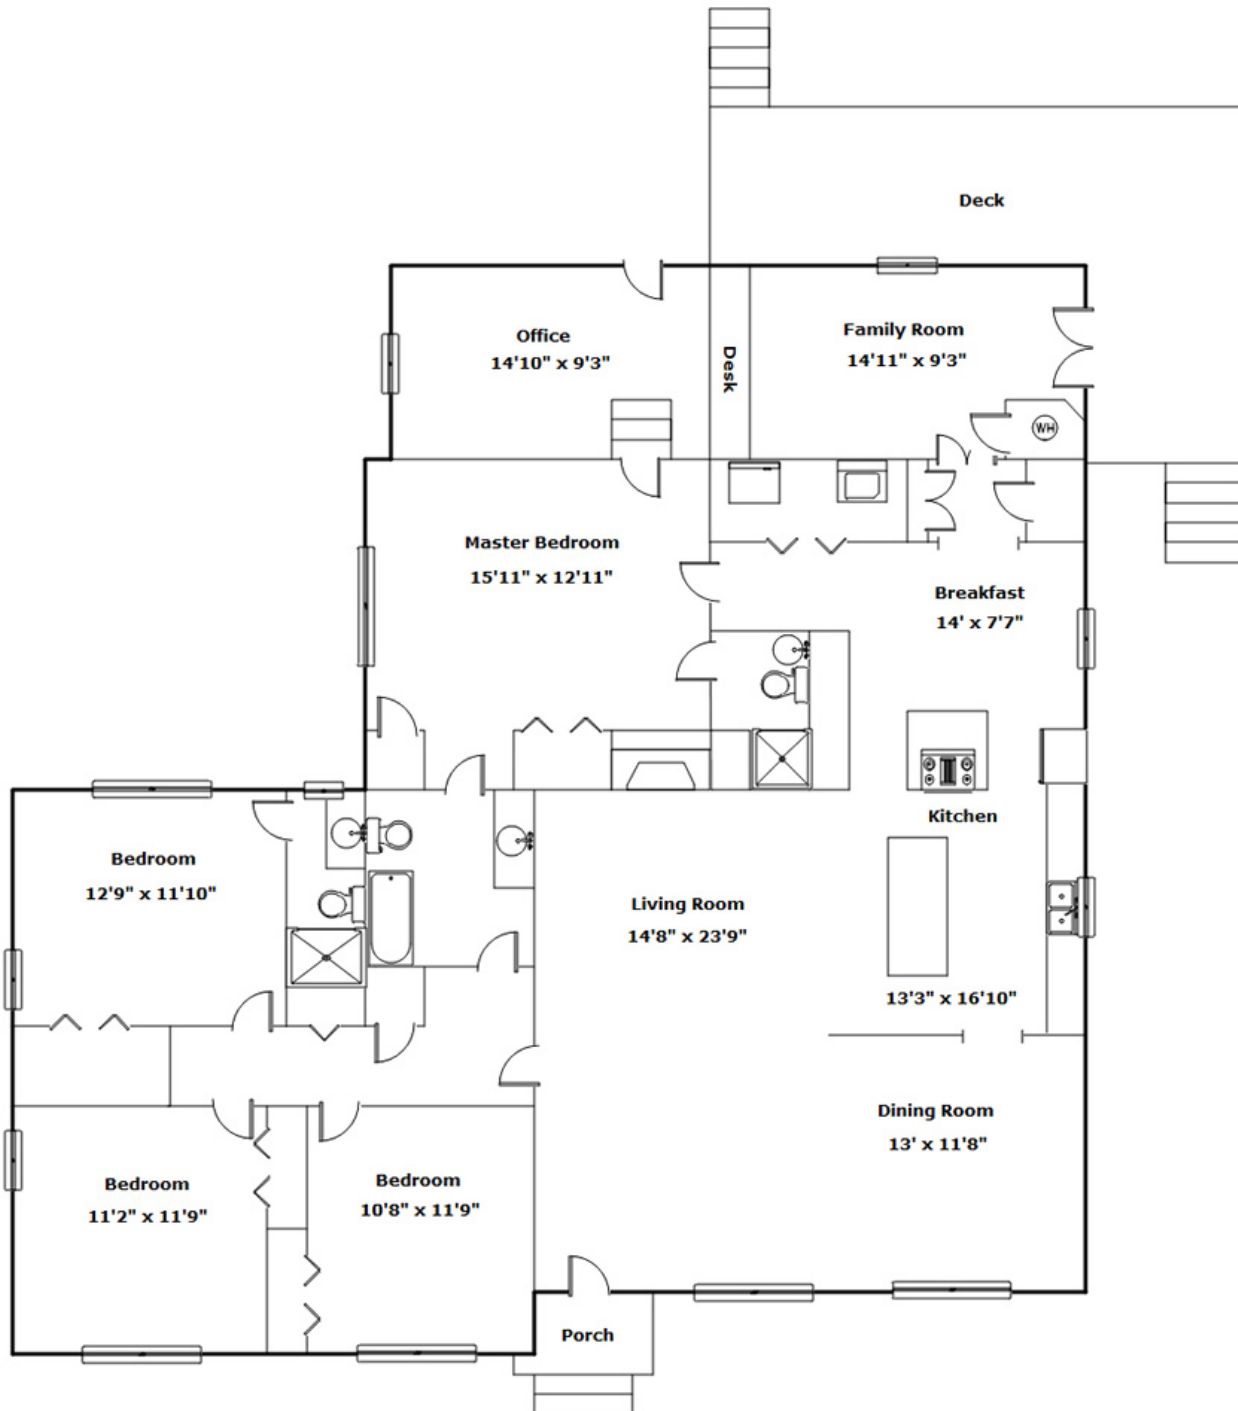 Deck
Office
14'10" x 9'3"
Desk
Family Room
14'11" x 9'3"
WH
Master Bedroom
15'11" x 12'11"
Breakfast
14' x 7'7"
Kitchen
Bedroom
12'9" x 11'10"
Living Room
14'8" x 23'9"
13'3" x 16'10"
Dining Room
13' x 11'8"
Bedroom
11'2" x 11'9"
Bedroom
10'8" x 11'9"
Porch